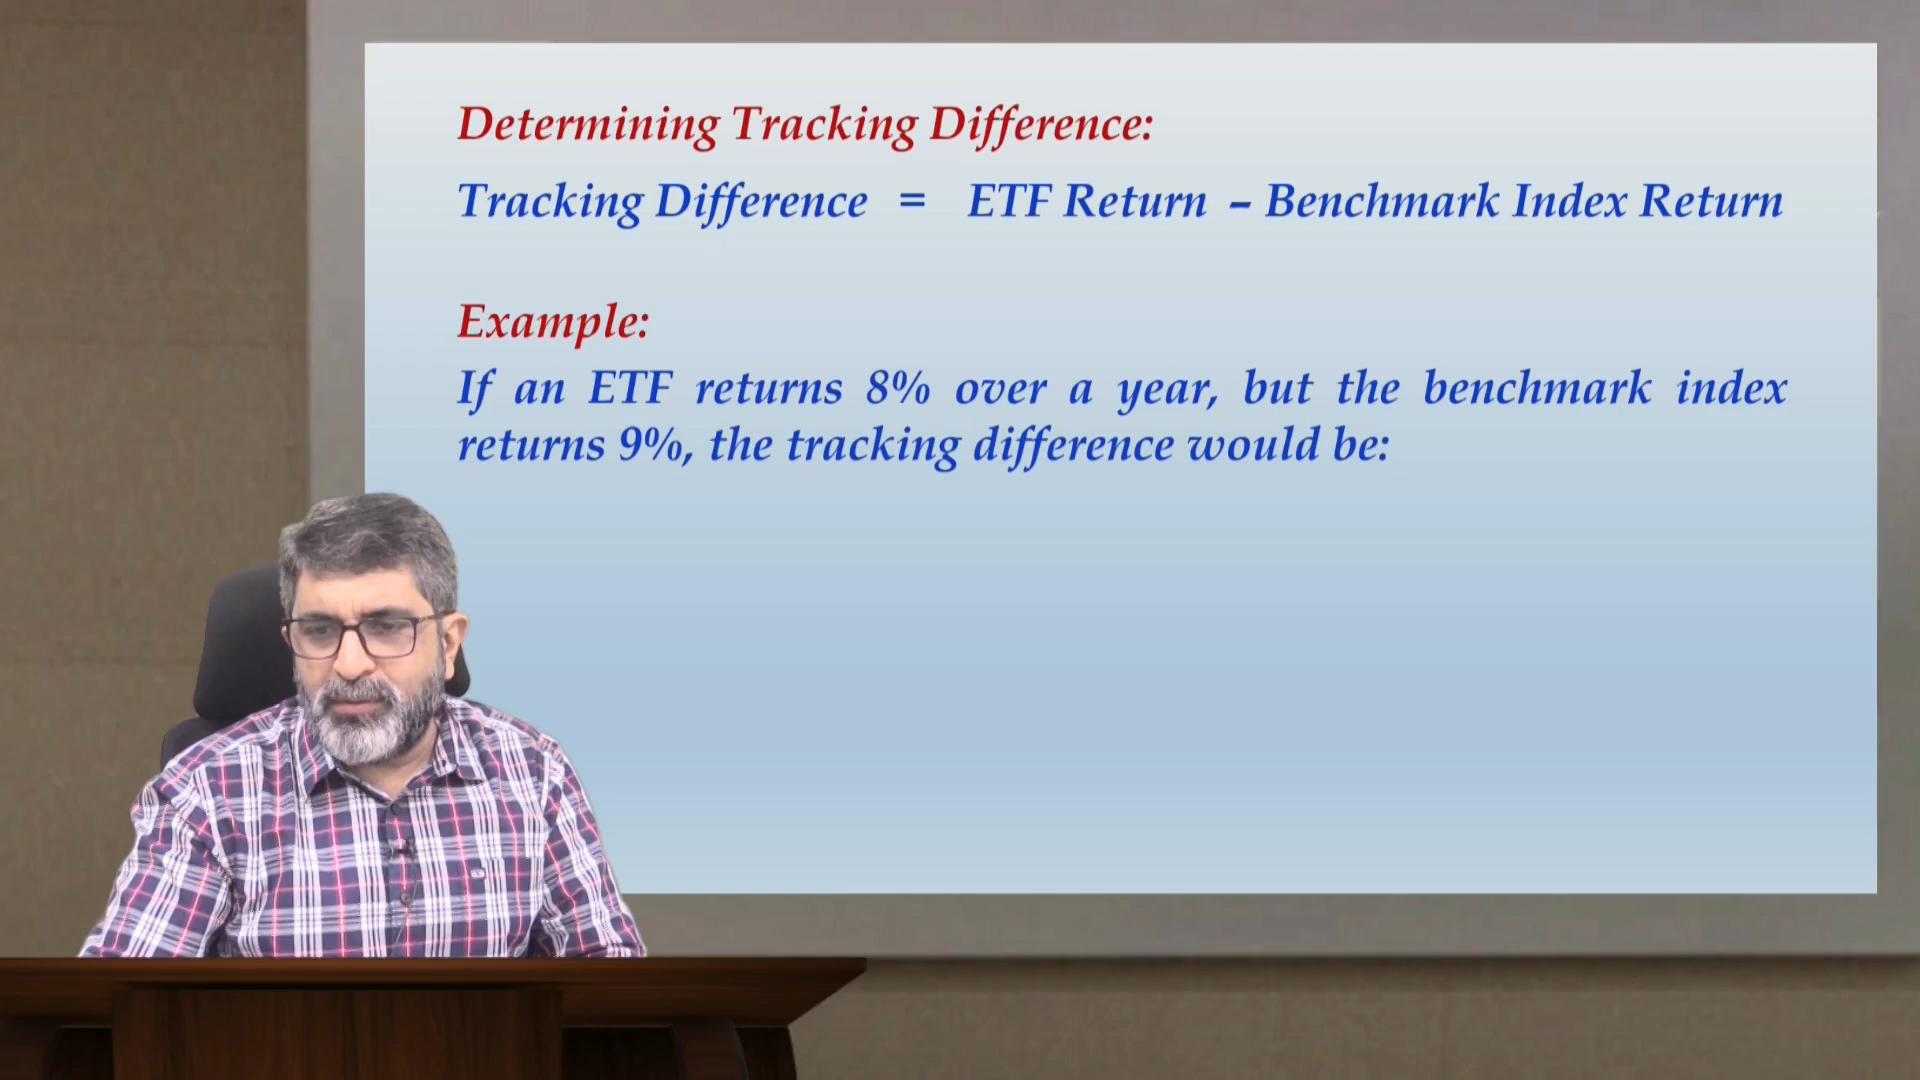 Determining Tracking Difference:
Tracking Difference = ETF Return – Benchmark Index Return
Example:
If an ETF returns 8% over a year, but the benchmark index
returns 9%, the tracking difference would be: